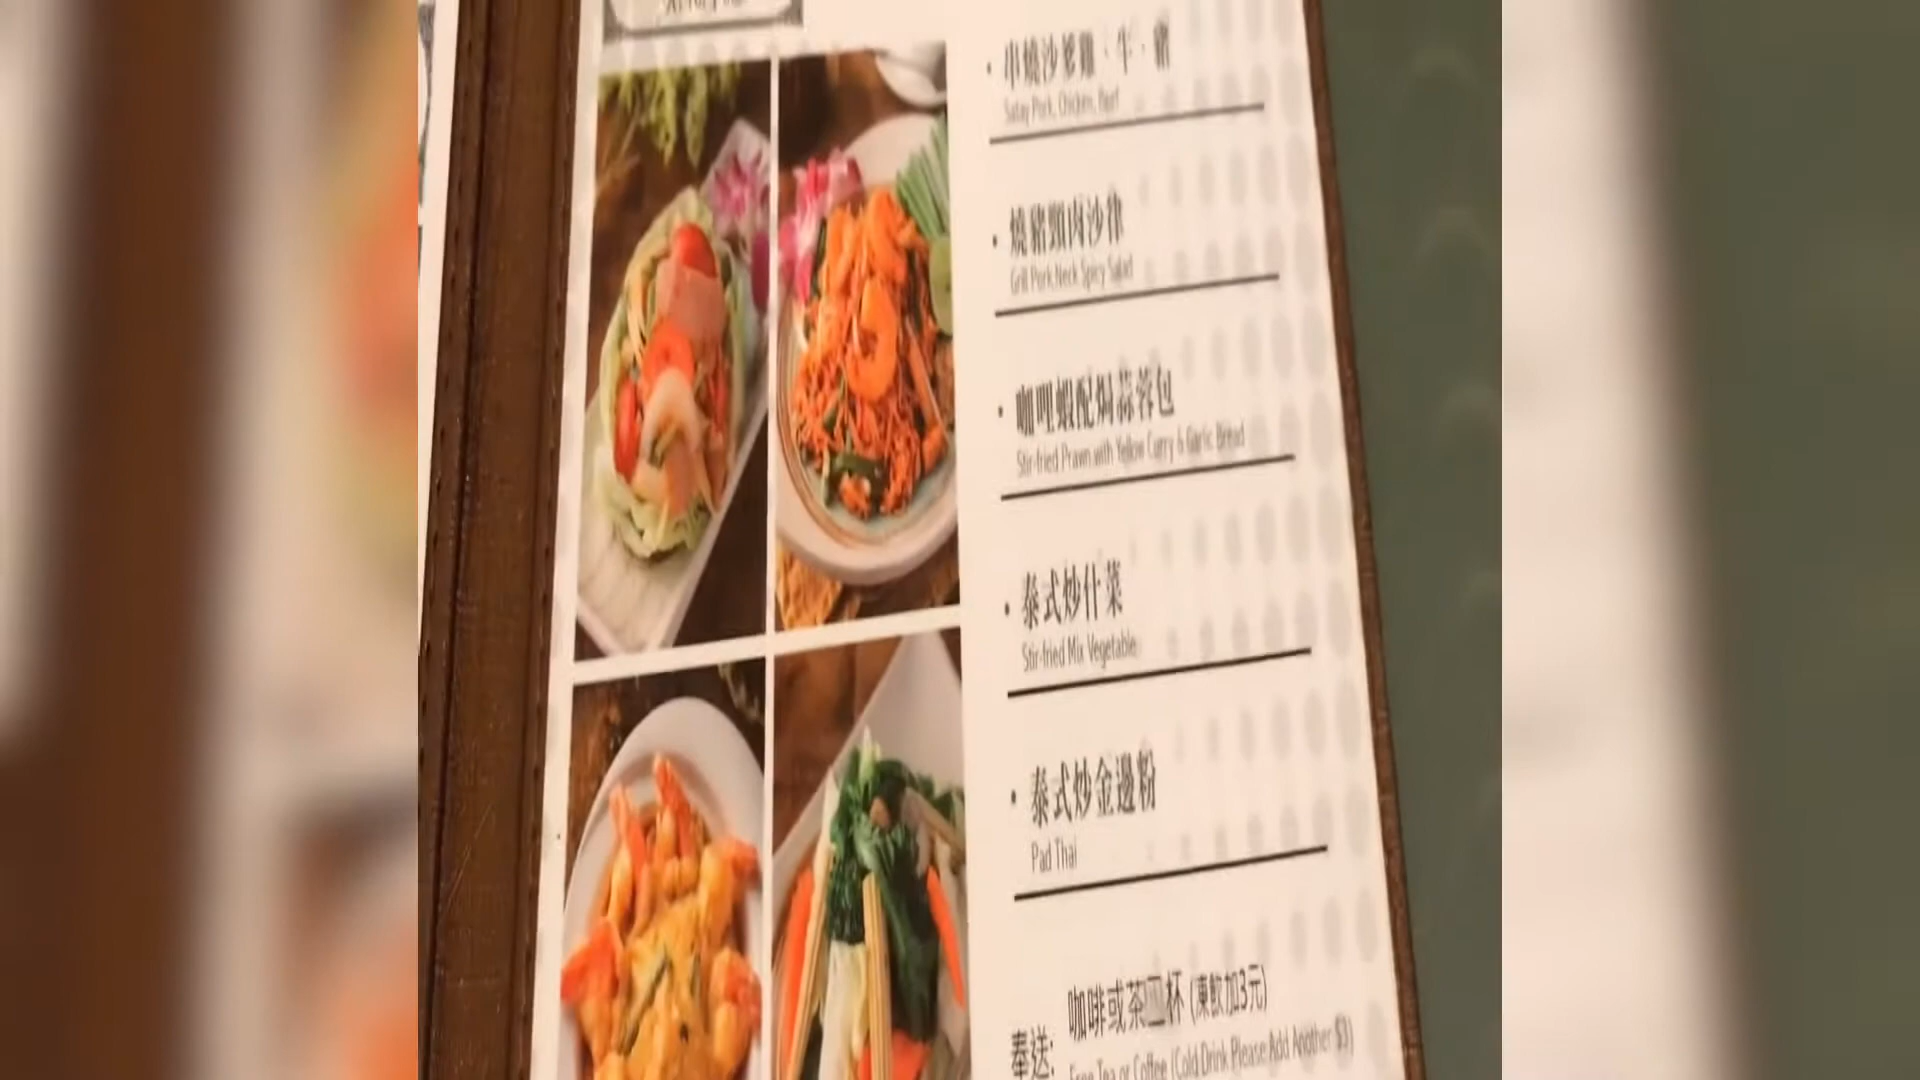 • 串燒沙爹雞、牛、豬
Satay Pork, Chicken, Beef
• 燒豬頸肉沙律
Grill Pork Neck Spicy Salad
• 咖哩蝦配焗蒜蓉包
Stir-fried Prawn with Yellow Curry & Garlic Bread
• 泰式炒什菜
Stir-fried Mix Vegetable
• 泰式炒金邊粉
Pad Thai
奉送: 咖啡或茶二杯 (凍飲加3元)
Free Tea or Coffee (Cold Drink Please Add Another $3)